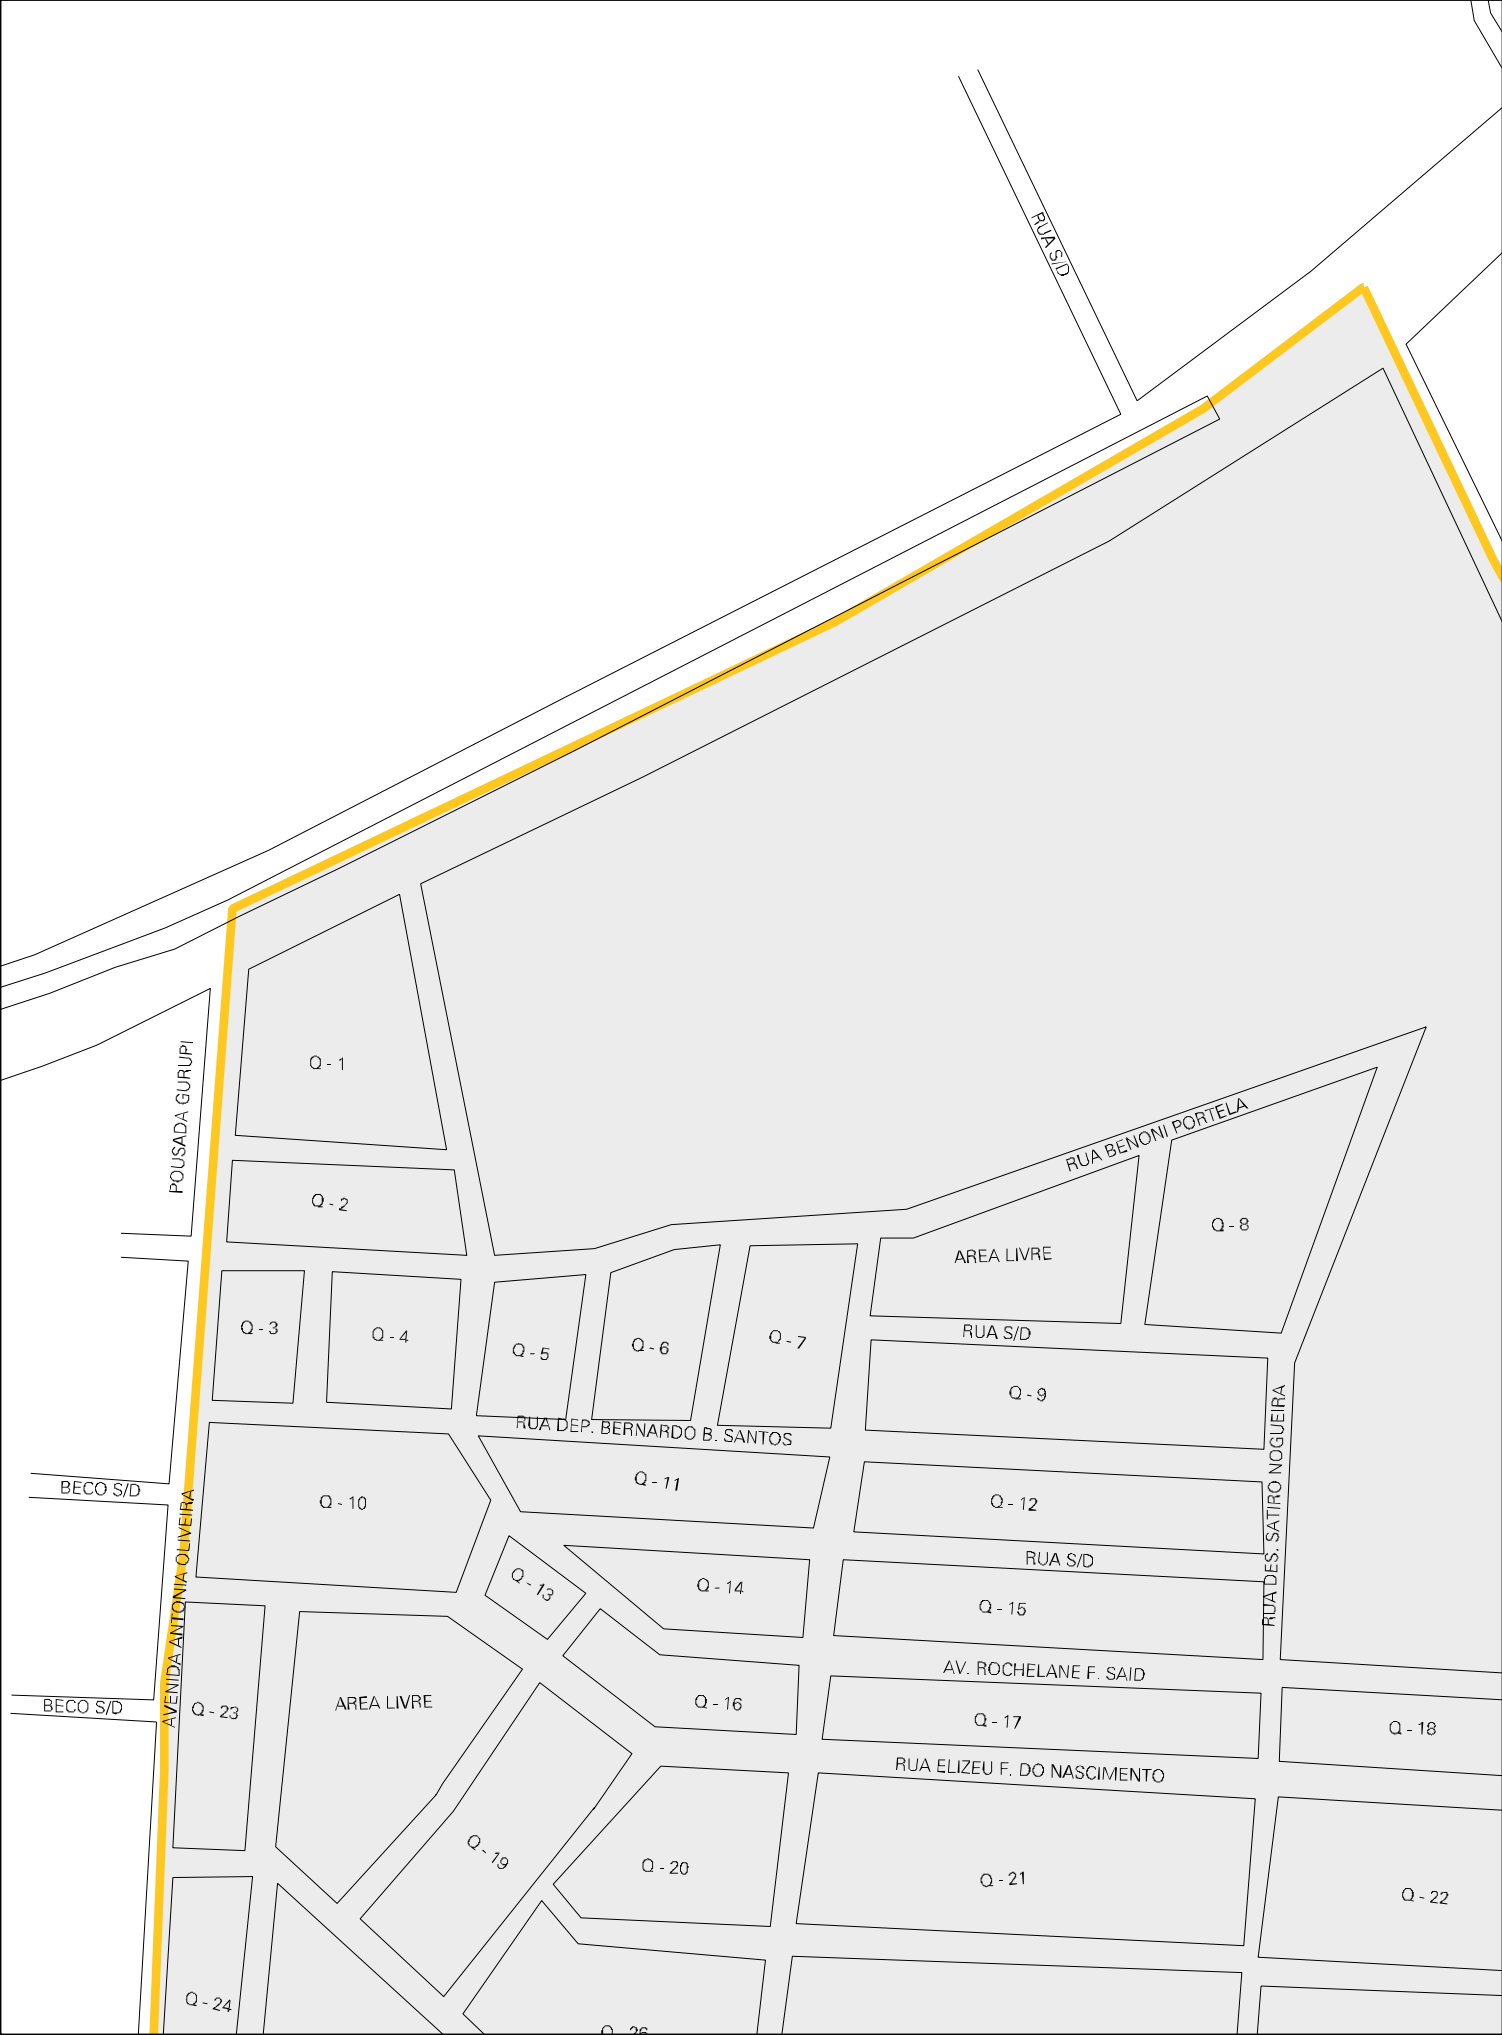 RUA S/D
Q - 1
POUSADA GURUPI
RUA BENONI PORTELA
Q - 2
Q - 8
AREA LIVRE
Q - 3
Q - 4
Q - 5
Q - 6
Q - 7
RUA S/D
Q - 9
RUA DEP. BERNARDO B. SANTOS
RUA DES. SATIRO NOGUEIRA
BECO S/D
Q - 10
Q - 11
Q - 12
AVENIDA ANTONIA OLIVEIRA
RUA S/D
Q - 13
Q - 14
Q - 15
AV. ROCHELANE F. SAID
BECO S/D
Q - 23
AREA LIVRE
Q - 16
Q - 17
Q - 18
RUA ELIZEU F. DO NASCIMENTO
Q - 19
Q - 20
Q - 21
Q - 22
Q - 24
Q - 26